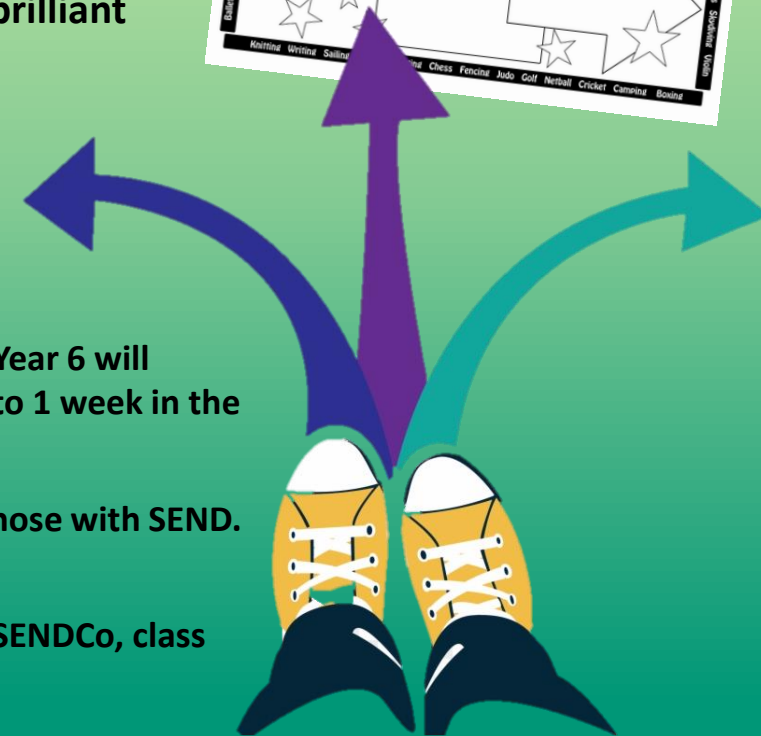 brilliant
Knitting Writing Sailing
Chess Fencing Judo Golf Netball Cricket Camping Boxing
Skydiving Violin
Year 6 will
to 1 week in the
hose with SEND.
SENDCo, class